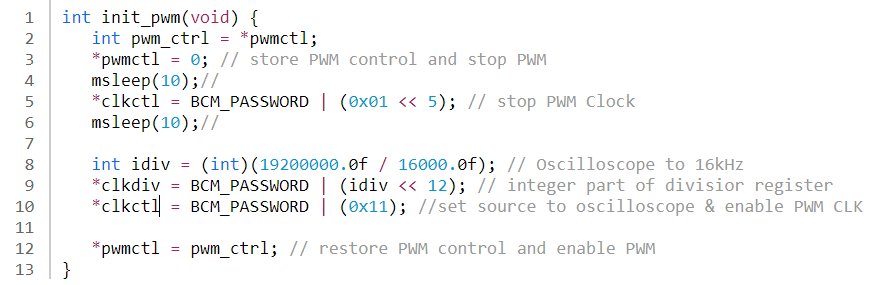 1 int init_pwm(void) {
2 int pwm_ctrl = *pwmctl;
3 *pwmctl = 0; // store PWM control and stop PWM
4 msleep(10);//
5 *clkctl = BCM_PASSWORD | (0x01 << 5); // stop PWM Clock
6 msleep(10);//
7
8 int idiv = (int)(19200000.0f / 16000.0f); // Oscilloscope to 16kHz
9 *clkdiv = BCM_PASSWORD | (idiv << 12); // integer part of divisior register
10 *clkctl = BCM_PASSWORD | (0x11); //set source to oscilloscope & enable PWM CLK
11
12 *pwmctl = pwm_ctrl; // restore PWM control and enable PWM
13 }